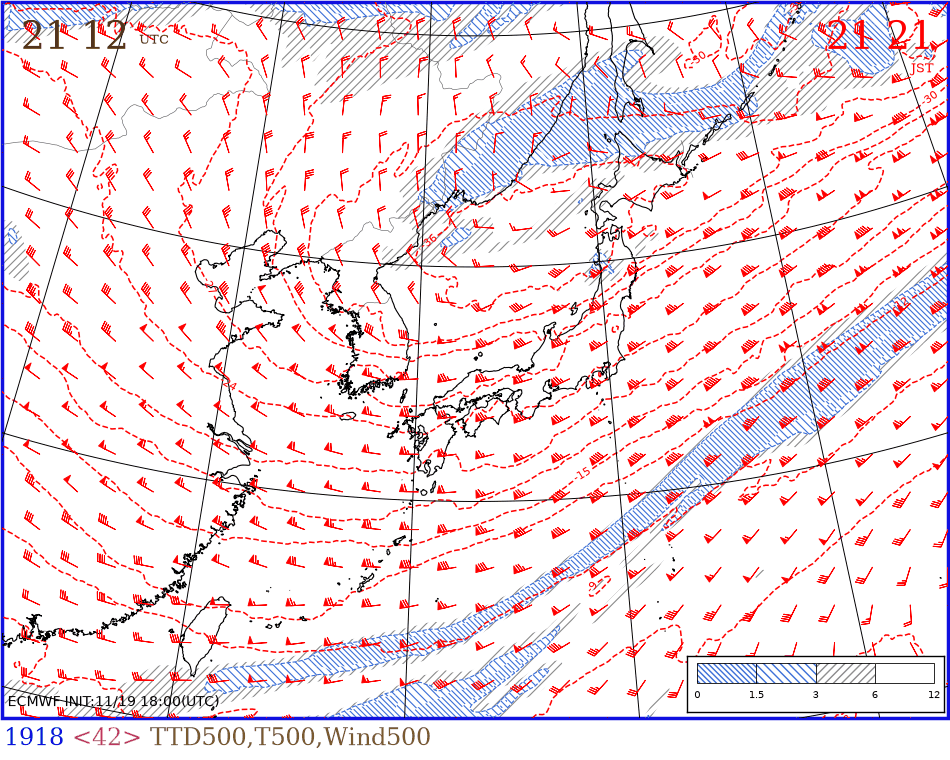 21 12 UTC
21 21 JST
-30
-30
-36
-12
-15
-9
ECMWF INIT:11/19 18:00(UTC)
0 1.5 3 6 12
1918 <42> TTD500,T500,Wind500